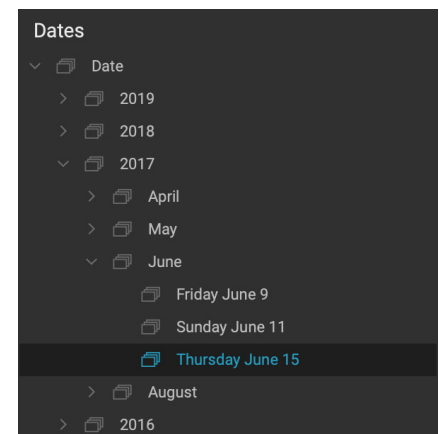 Dates
Date
2019
2018
2017
April
May
June
Friday June 9
Sunday June 11
Thursday June 15
August
2016